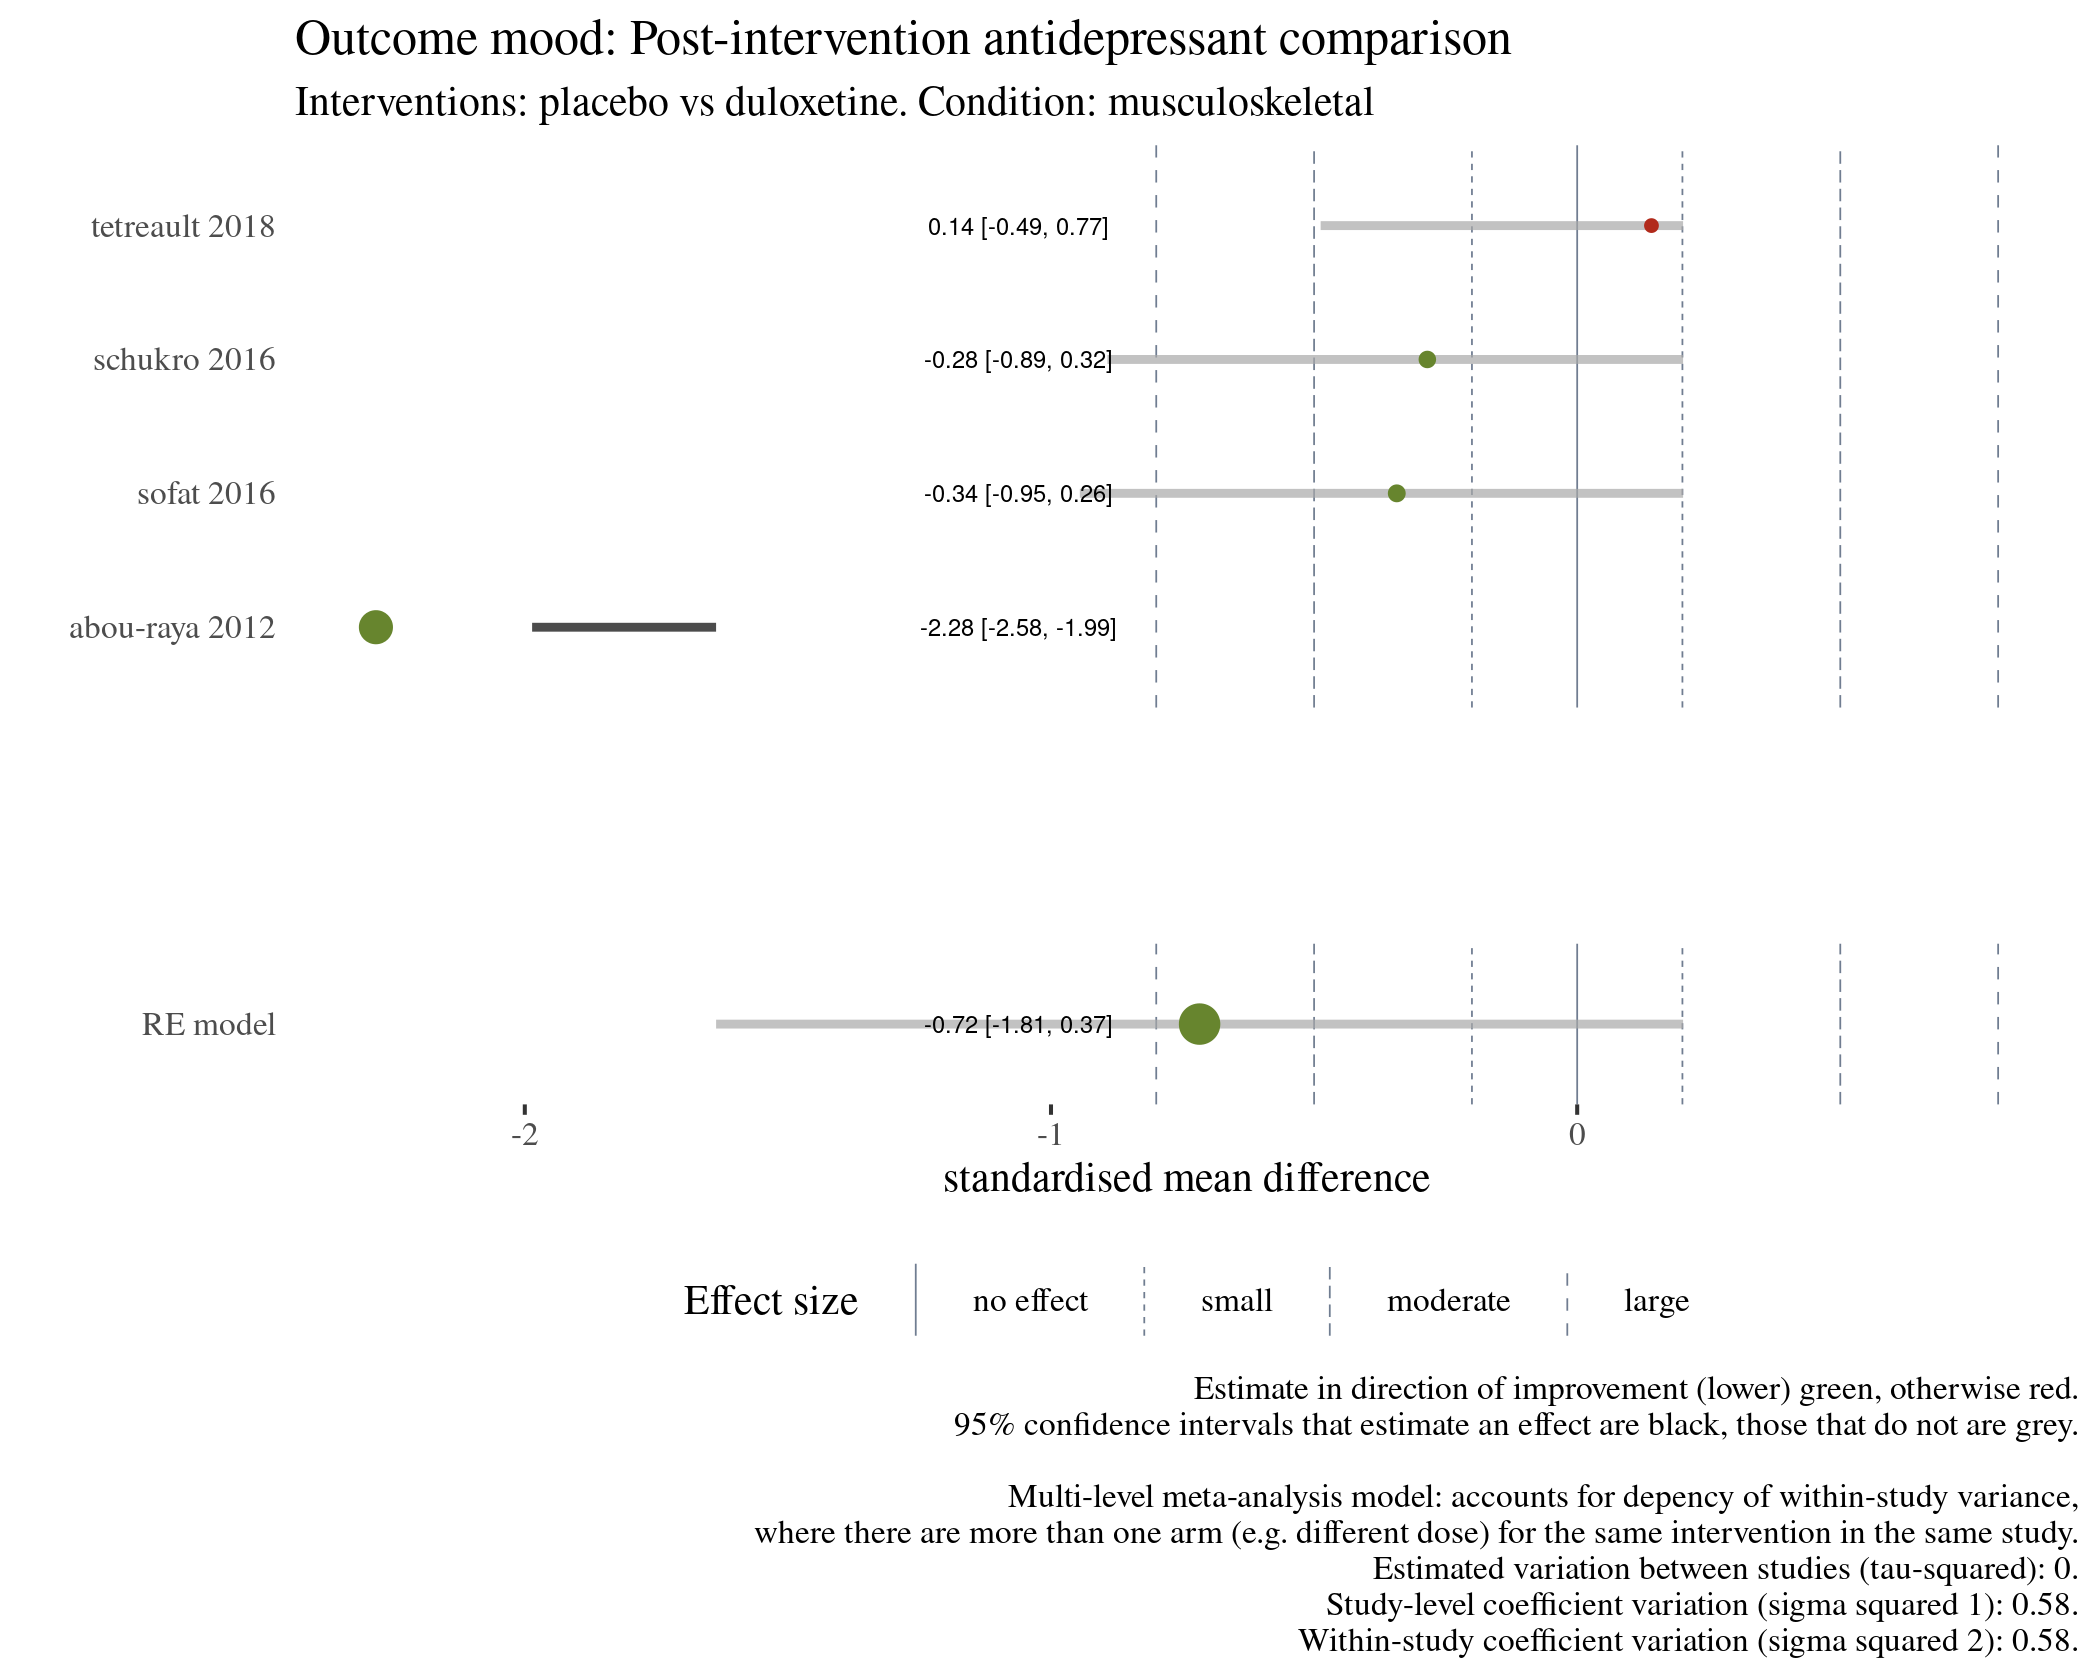 Outcome mood: Post-intervention antidepressant comparison
Interventions: placebo vs duloxetine. Condition: musculoskeletal
tetreault 2018 0.14 [-0.49, 0.77]
schukro 2016 -0.28 [-0.89, 0.32]
sofat 2016 -0.34 [-0.95, 0.26]
abou-raya 2012 -2.28 [-2.58, -1.99]
RE model -0.72 [-1.81, 0.37]
-2 -1 0
standardised mean difference
Effect size no effect small moderate large
Estimate in direction of improvement (lower) green, otherwise red.
95% confidence intervals that estimate an effect are black, those that do not are grey.
Multi-level meta-analysis model: accounts for depency of within-study variance,
where there are more than one arm (e.g. different dose) for the same intervention in the same study.
Estimated variation between studies (tau-squared): 0.
Study-level coefficient variation (sigma squared 1): 0.58.
Within-study coefficient variation (sigma squared 2): 0.58.